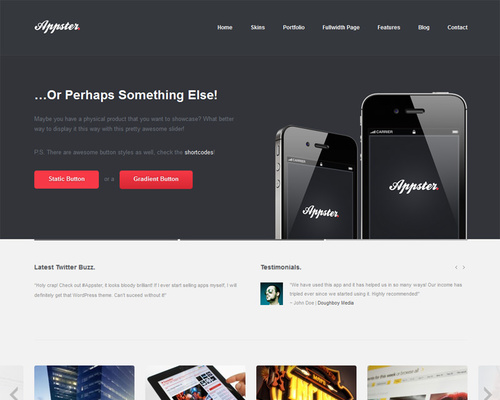 Appster.
Home Skins Portfolio Fullwidth Page Features Blog Contact
...Or Perhaps Something Else!
Maybe you have a physical product that you want to showcase? What better
way to display it this way with this pretty awesome slider!
P.S. There are awesome button styles as well, check the shortcodes!
Static Button or a Gradient Button
CARRIER
Appster.
CARRIER
Appster.
Latest Twitter Buzz.
"Holy crap! Check out #Appster, it looks bloody brilliant! If I ever start selling apps myself, I will
definitely get that WordPress theme. Can't suceed without it"
Testimonials.
"We have used this app and it has helped us in so many ways! Our income has
tripled ever since we started using it. Highly recommended!"
– John Doe | Doughboy Media